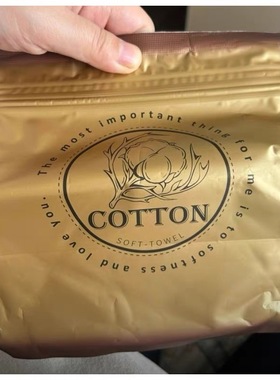 The most important thing for me is to softness and love you.
COTTON
SOFT-TOWEL